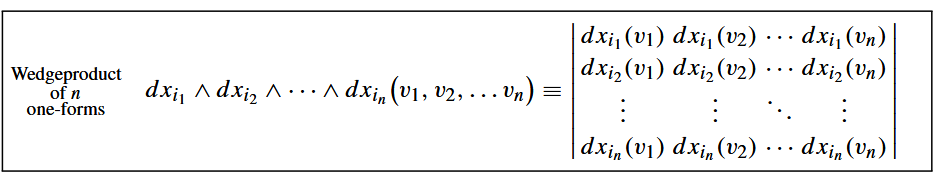 Wedgeproduct
of n
one-forms
dx_{i_1} ∧ dx_{i_2} ∧ ⋯ ∧ dx_{i_n}(v_1, v_2, … v_n) ≡
| dx_{i_1}(v_1) dx_{i_1}(v_2) ⋯ dx_{i_1}(v_n) |
| dx_{i_2}(v_1) dx_{i_2}(v_2) ⋯ dx_{i_2}(v_n) |
| ⋮ ⋮ ⋱ ⋮ |
| dx_{i_n}(v_1) dx_{i_n}(v_2) ⋯ dx_{i_n}(v_n) |